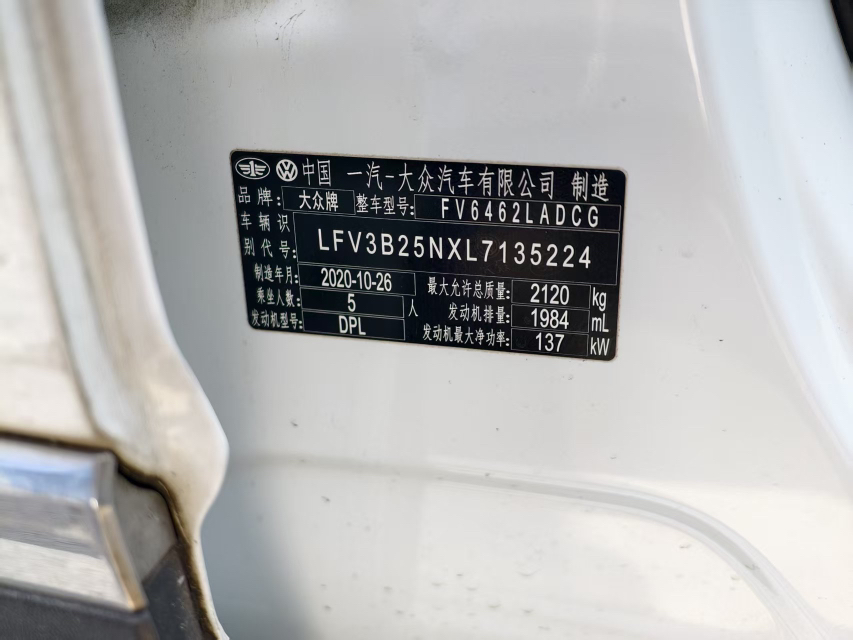 中国 一汽-大众汽车有限公司 制造
品牌: 大众牌 整车型号: FV6462LADCG
车辆识别代号: LFV3B25NXL7135224
制造年月: 2020-10-26 最大允许总质量: 2120 kg
乘坐人数: 5 人 发动机排量: 1984 mL
发动机型号: DPL 发动机最大净功率: 137 kW